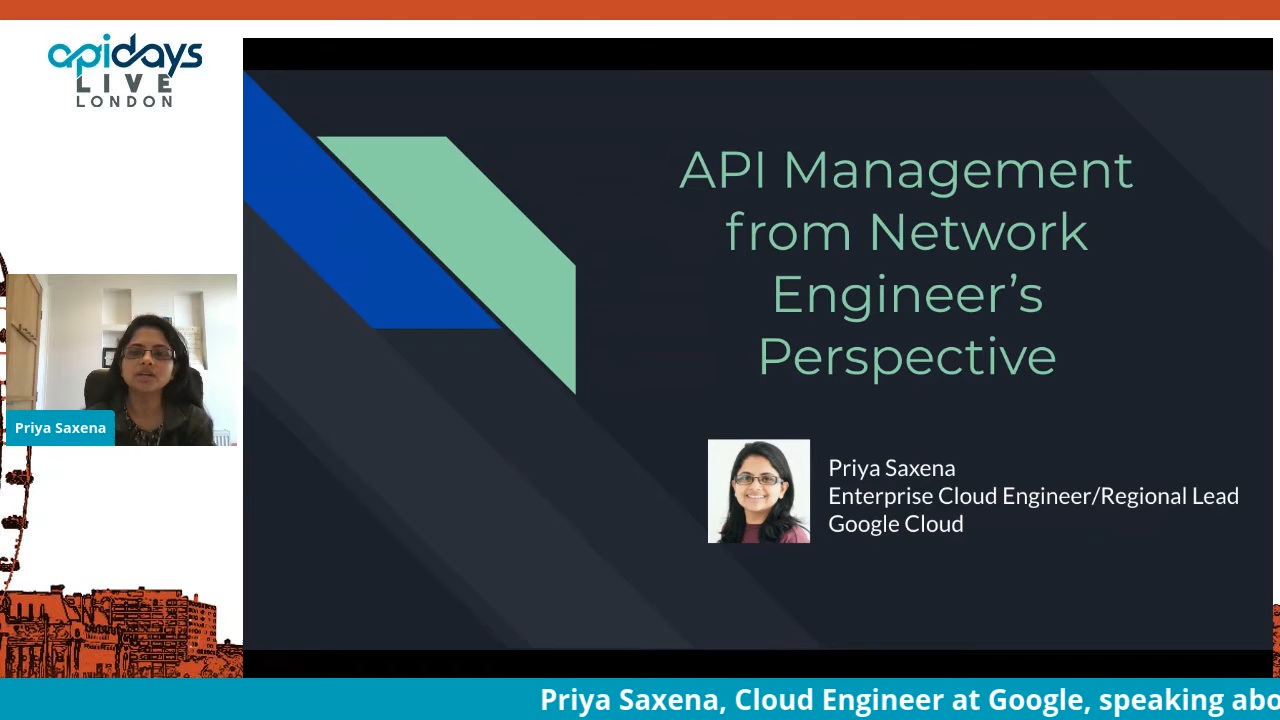 apidays
LIVE
LONDON
API Management
from Network
Engineer’s
Perspective
Priya Saxena
Priya Saxena
Enterprise Cloud Engineer/Regional Lead
Google Cloud
Priya Saxena, Cloud Engineer at Google, speaking abo